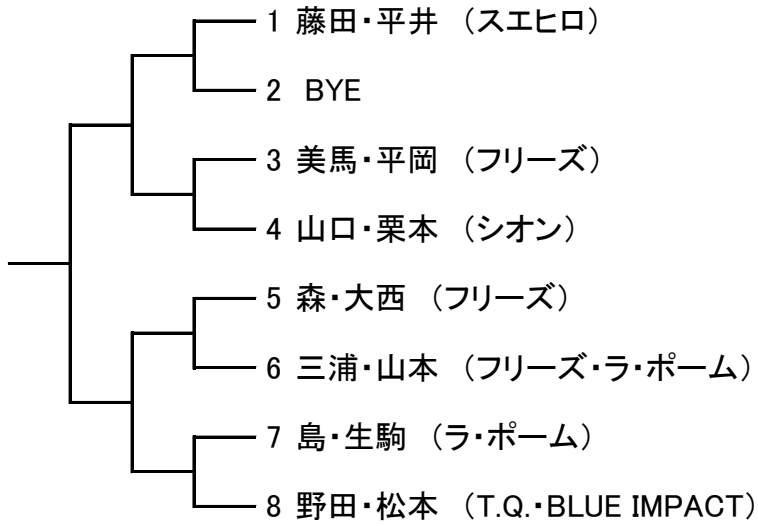 1 藤田・平井 （スエヒロ）
2 BYE
3 美馬・平岡 （フリーズ）
4 山口・栗本 （シオン）
5 森・大西 （フリーズ）
6 三浦・山本 （フリーズ・ラ・ポーム）
7 島・生駒 （ラ・ポーム）
8 野田・松本 （T.Q.・BLUE IMPACT）